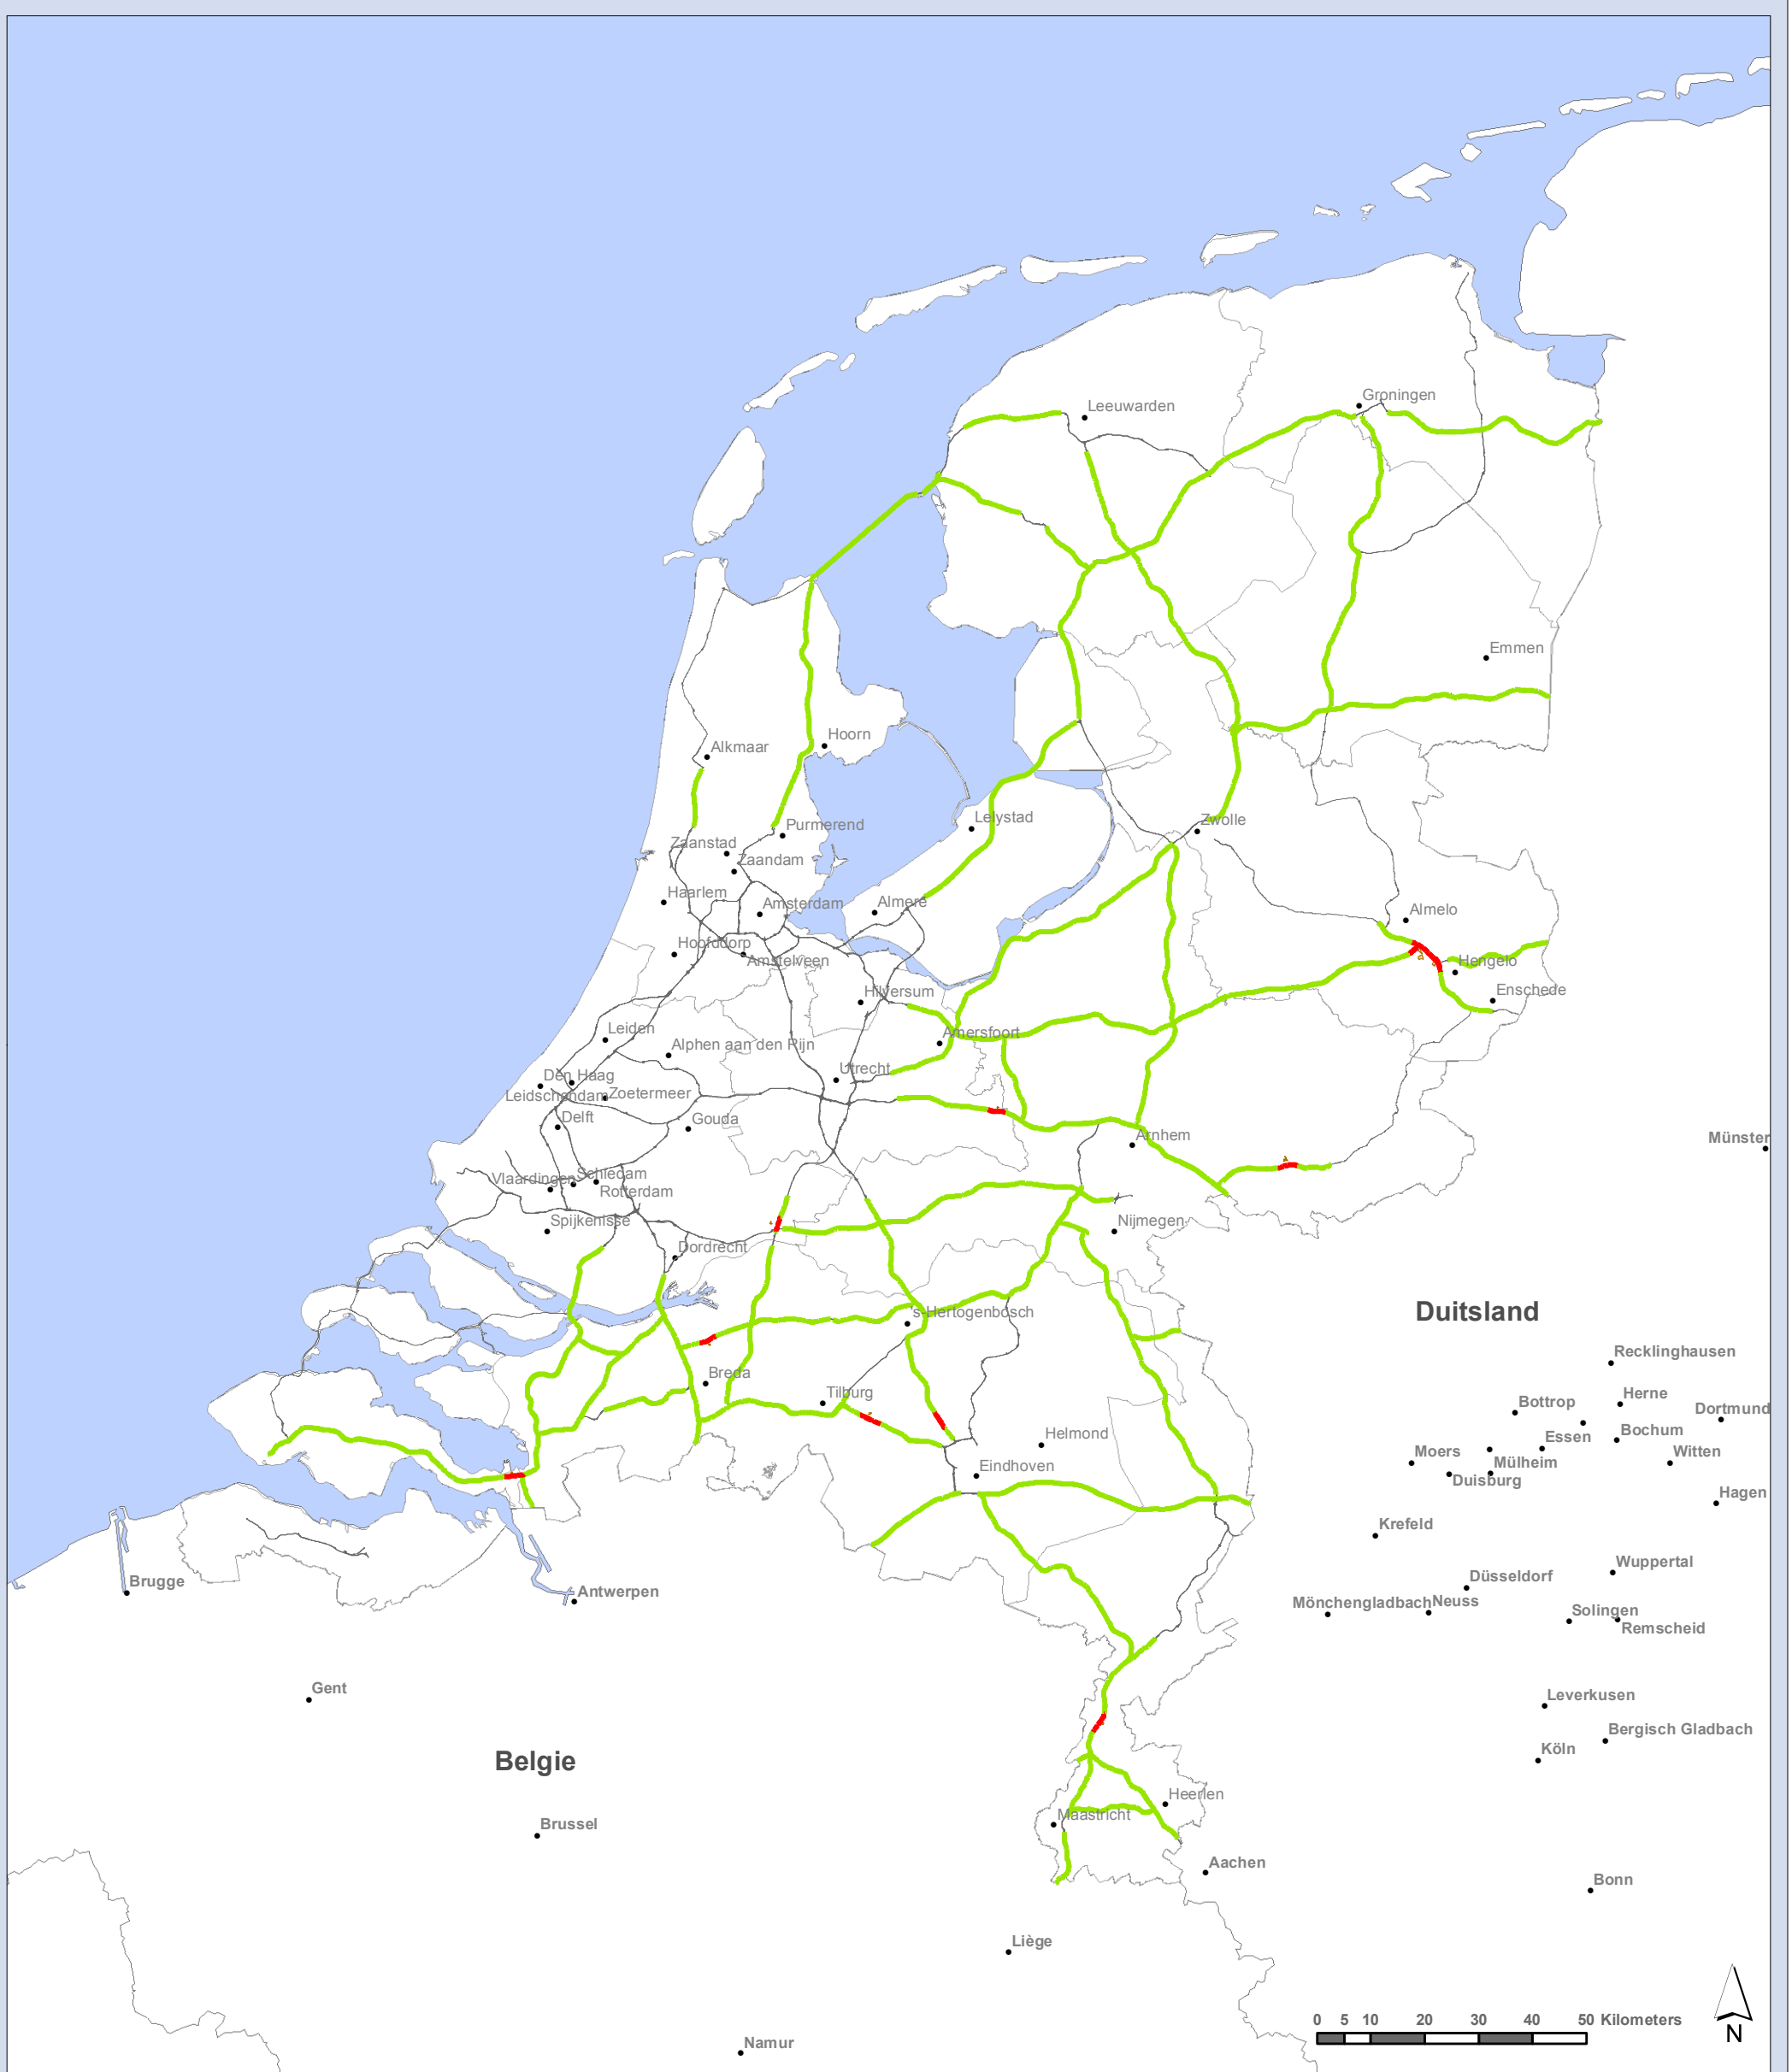 Groningen
Leeuwarden
Emmen
Hoorn
Alkmaar
Lelystad
Zwolle
Purmerend
Zaanstad
Zaandam
Haarlem
Amsterdam
Almere
Almelo
Hoofddorp
Amstelveen
Hengelo
Hilversum
Enschede
Leiden
Amersfoort
Alphen aan den Rijn
Utrecht
Den Haag
Leidschendam
Zoetermeer
Delft
Gouda
Arnhem
Münster
Schiedam
Vlaardingen
Rotterdam
Spijkenisse
Nijmegen
Dordrecht
's-Hertogenbosch
Duitsland
Recklinghausen
Breda
Tilburg
Bottrop
Herne
Dortmund
Helmond
Essen
Bochum
Moers
Mülheim
Witten
Eindhoven
Duisburg
Hagen
Krefeld
Wuppertal
Düsseldorf
Brugge
Antwerpen
Mönchengladbach
Neuss
Solingen
Remscheid
Gent
Leverkusen
Bergisch Gladbach
Belgie
Köln
Heerlen
Maastricht
Brussel
Aachen
Bonn
Liège
0 5 10 20 30 40 50 Kilometers
N
Namur